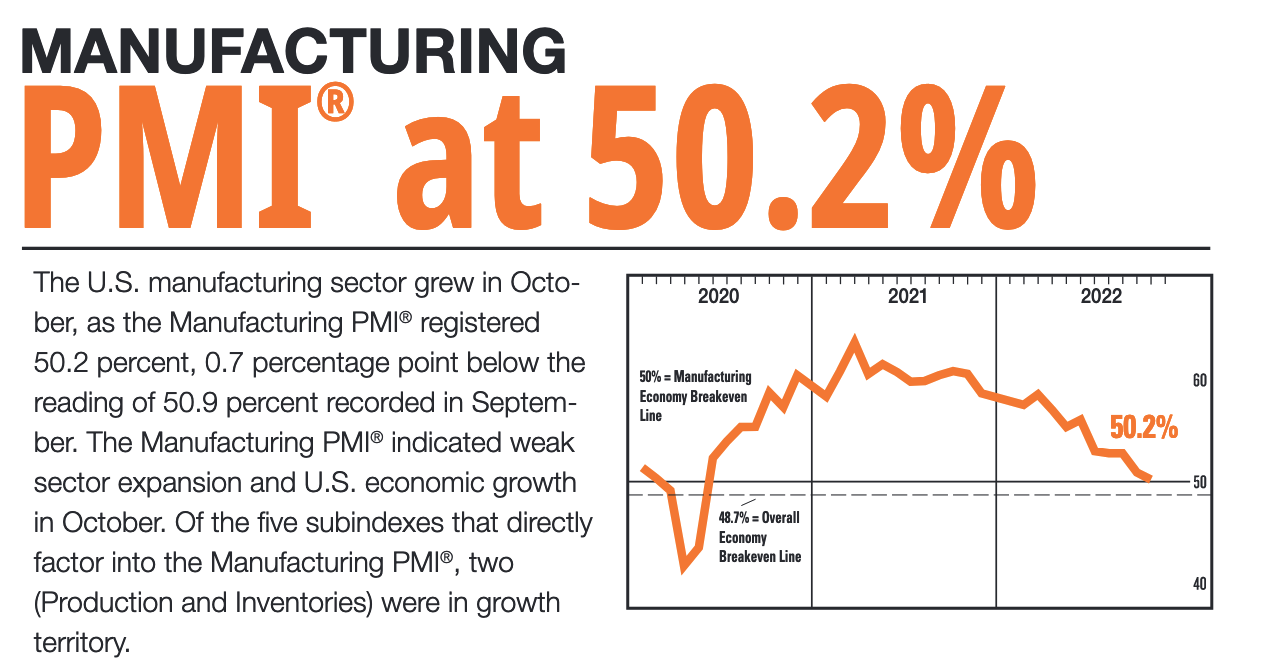 MANUFACTURING
PMI® at 50.2%
The U.S. manufacturing sector grew in Octo-
ber, as the Manufacturing PMI® registered
50.2 percent, 0.7 percentage point below the
reading of 50.9 percent recorded in Septem-
ber. The Manufacturing PMI® indicated weak
sector expansion and U.S. economic growth
in October. Of the five subindexes that directly
factor into the Manufacturing PMI®, two
(Production and Inventories) were in growth
territory.
2020 2021 2022
50% = Manufacturing
Economy Breakeven
Line
60
50.2%
50
48.7% = Overall
Economy
Breakeven Line
40